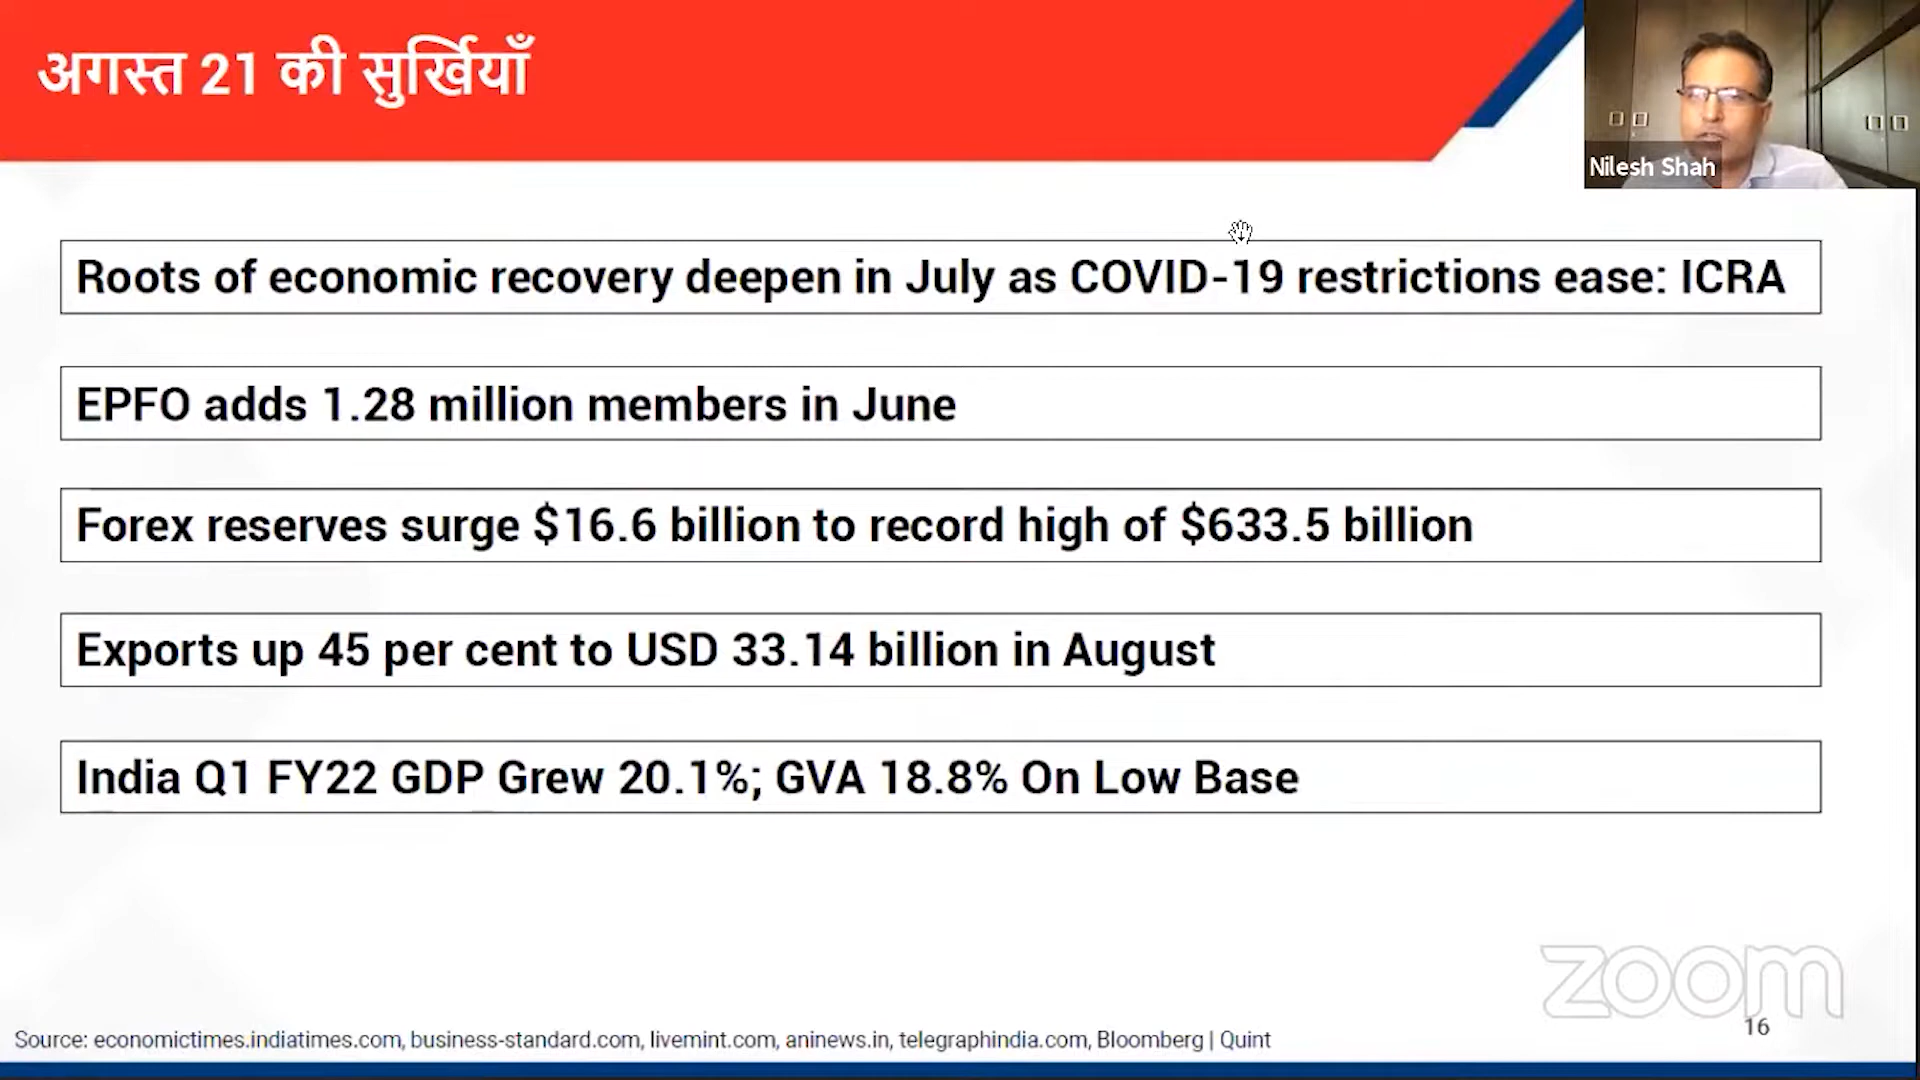 अगस्त 21 की सुर्खियाँ
Nilesh Shah
Roots of economic recovery deepen in July as COVID-19 restrictions ease: ICRA
EPFO adds 1.28 million members in June
Forex reserves surge $16.6 billion to record high of $633.5 billion
Exports up 45 per cent to USD 33.14 billion in August
India Q1 FY22 GDP Grew 20.1%; GVA 18.8% On Low Base
zoom
16
Source: economictimes.indiatimes.com, business-standard.com, livemint.com, aninews.in, telegraphindia.com, Bloomberg | Quint